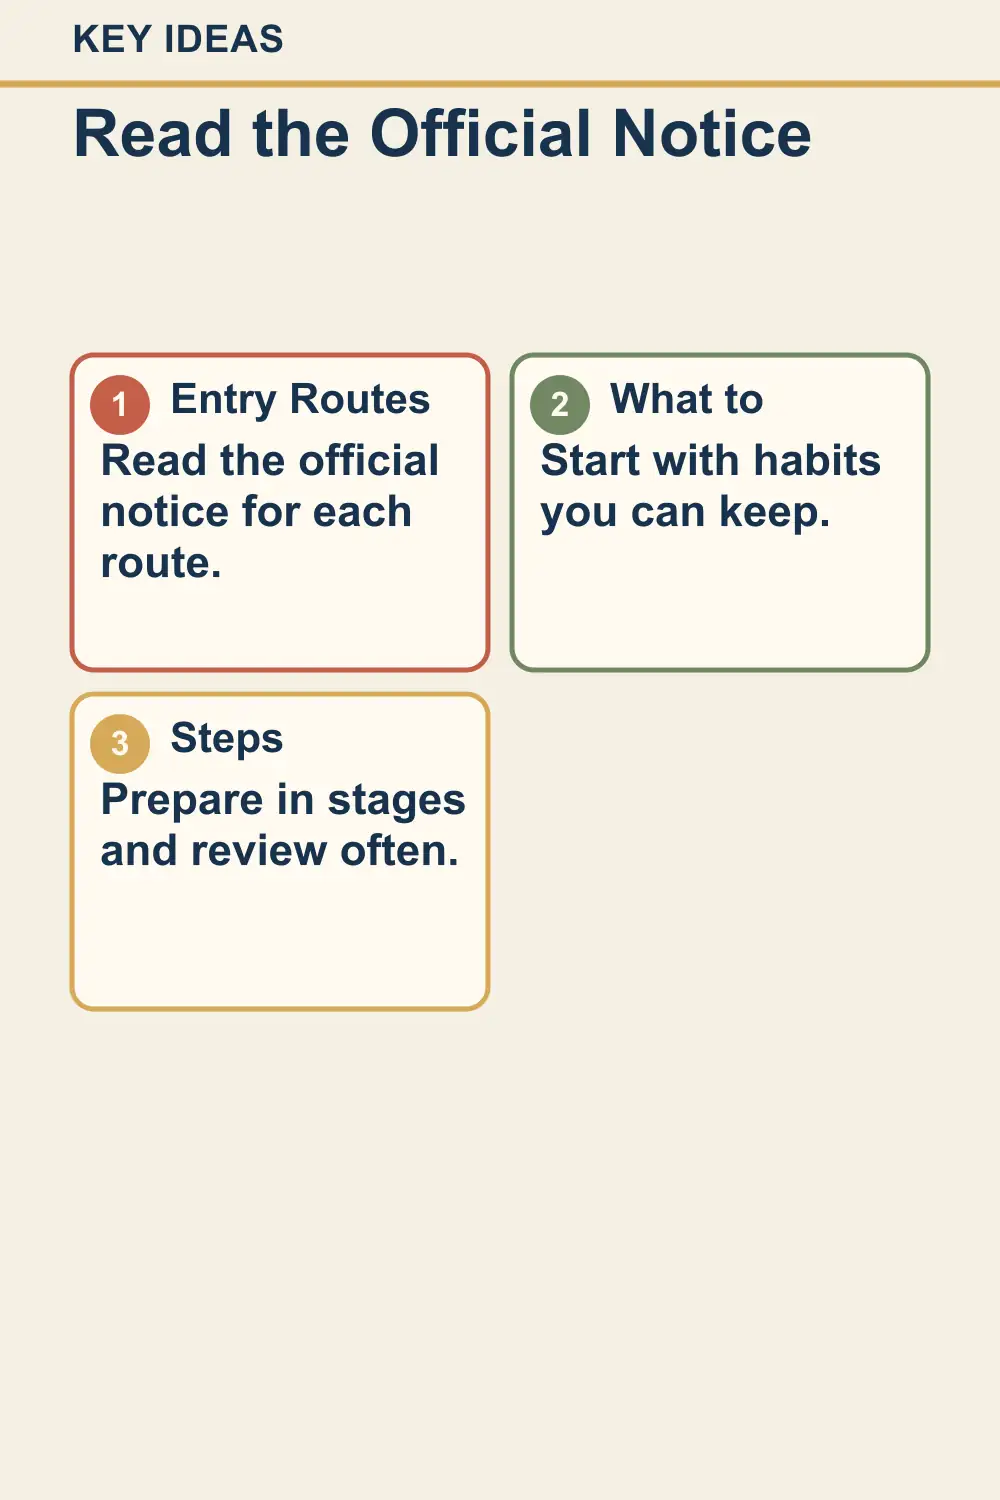 KEY IDEAS
Read the Official Notice
1 Entry Routes
Read the official
notice for each
route.
2 What to
Start with habits
you can keep.
3 Steps
Prepare in stages
and review often.